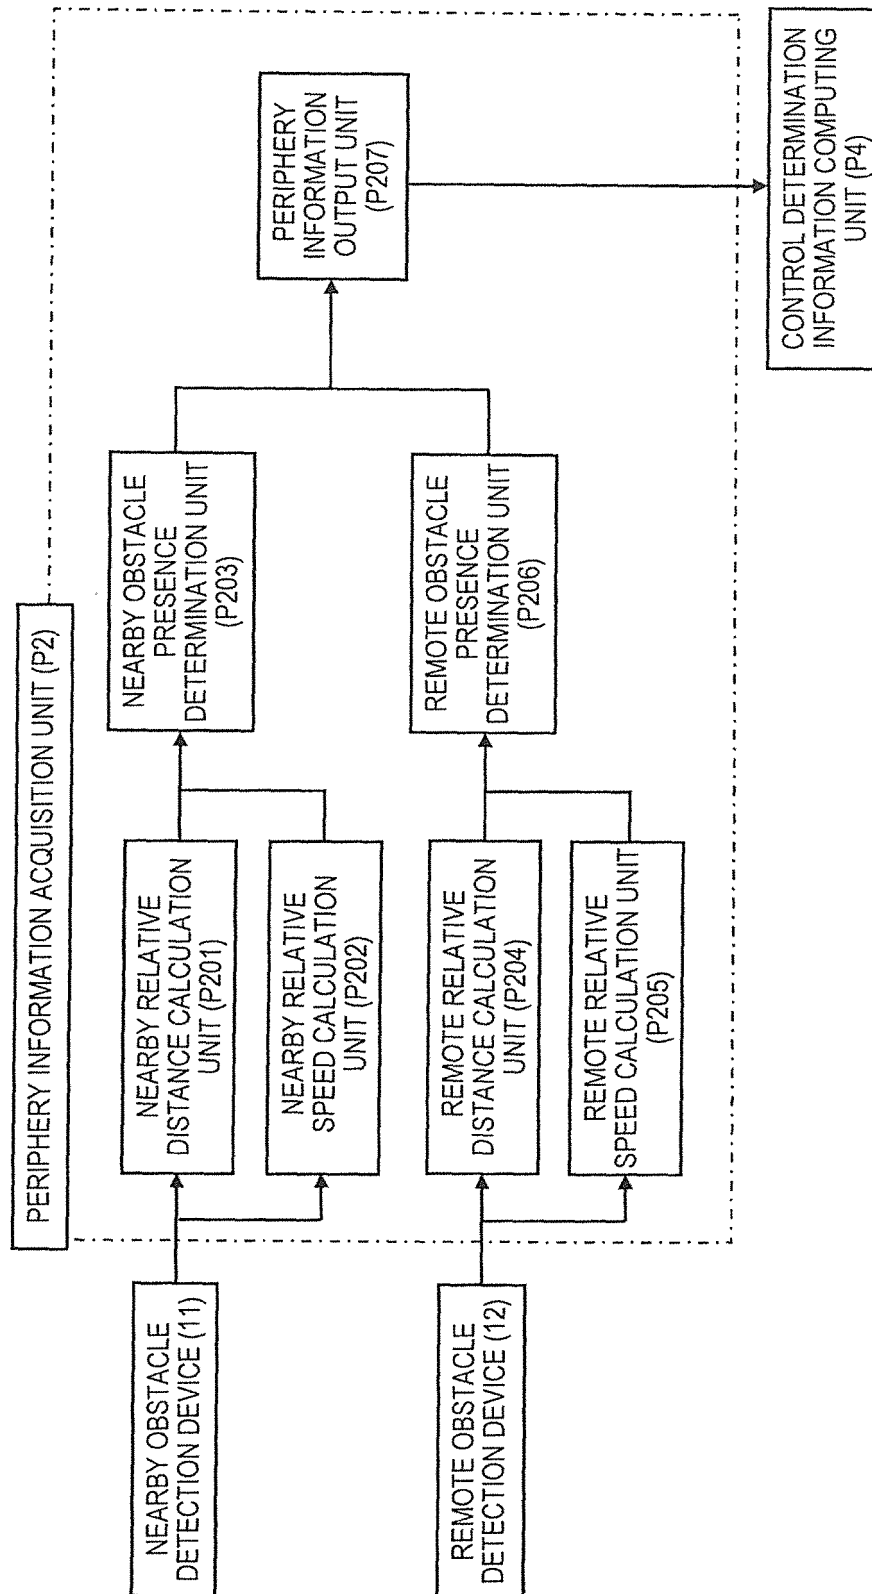 PERIPHERY INFORMATION ACQUISITION UNIT (P2)
NEARBY OBSTACLE
DETECTION DEVICE (11)
NEARBY RELATIVE
DISTANCE CALCULATION
UNIT (P201)
NEARBY RELATIVE
SPEED CALCULATION
UNIT (P202)
NEARBY OBSTACLE
PRESENCE
DETERMINATION UNIT
(P203)
REMOTE OBSTACLE
DETECTION DEVICE (12)
REMOTE RELATIVE
DISTANCE CALCULATION
UNIT (P204)
REMOTE RELATIVE
SPEED CALCULATION UNIT
(P205)
REMOTE OBSTACLE
PRESENCE
DETERMINATION UNIT
(P206)
PERIPHERY
INFORMATION
OUTPUT UNIT
(P207)
CONTROL DETERMINATION
INFORMATION COMPUTING
UNIT (P4)